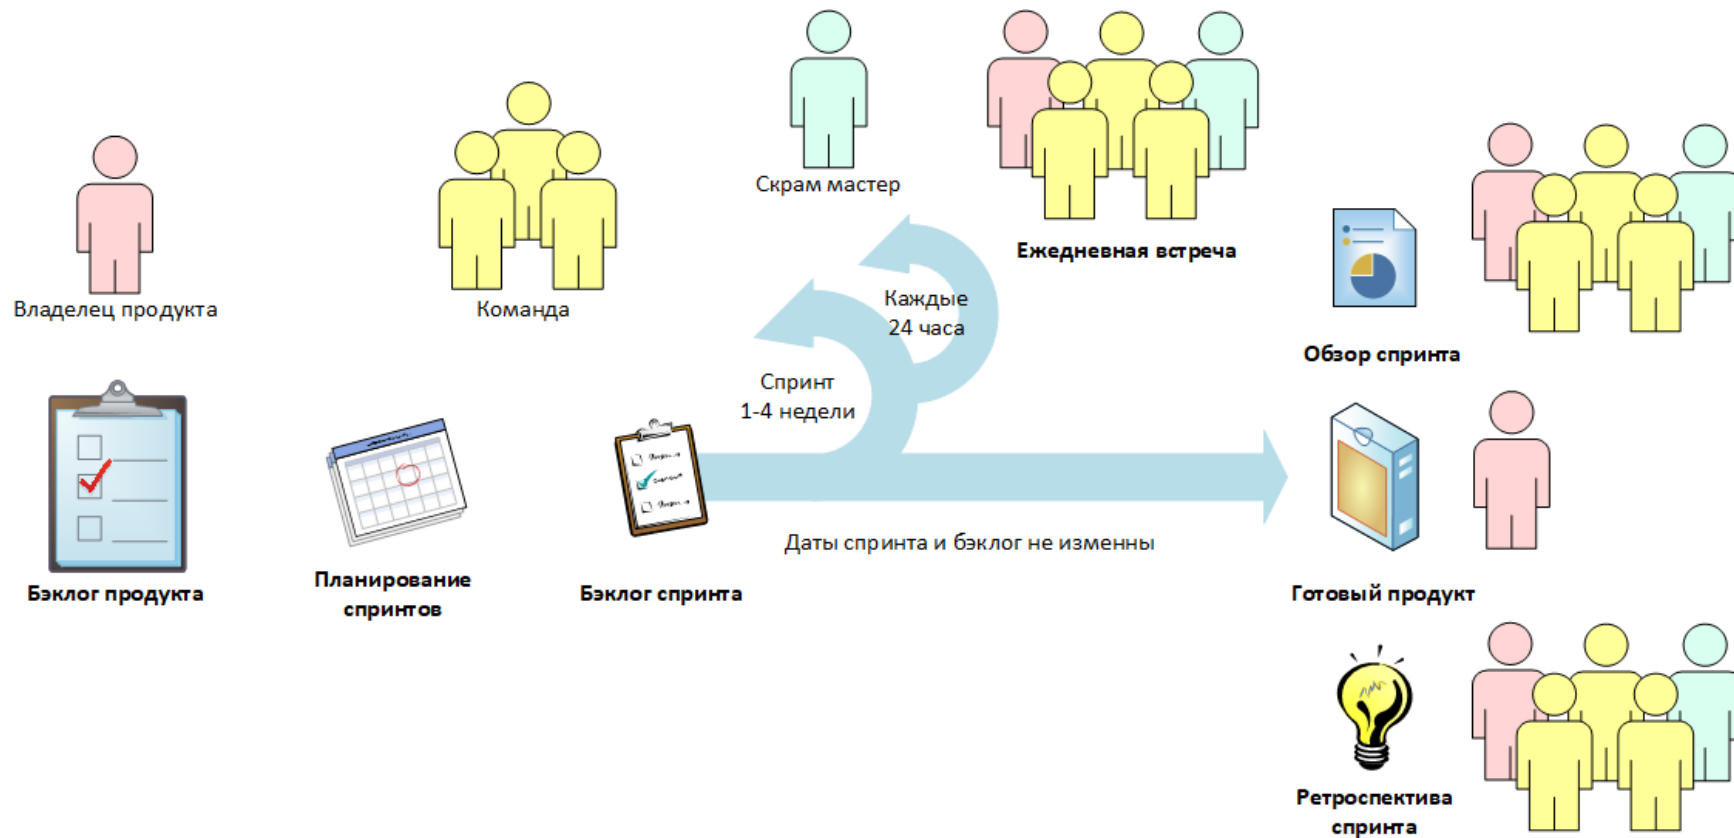 Скрам мастер
Ежедневная встреча
Владелец продукта
Команда
Каждые
24 часа
Обзор спринта
Спринт
1-4 недели
Даты спринта и бэклог не изменны
Бэклог продукта
Планирование
спринтов
Бэклог спринта
Готовый продукт
Ретроспектива
спринта